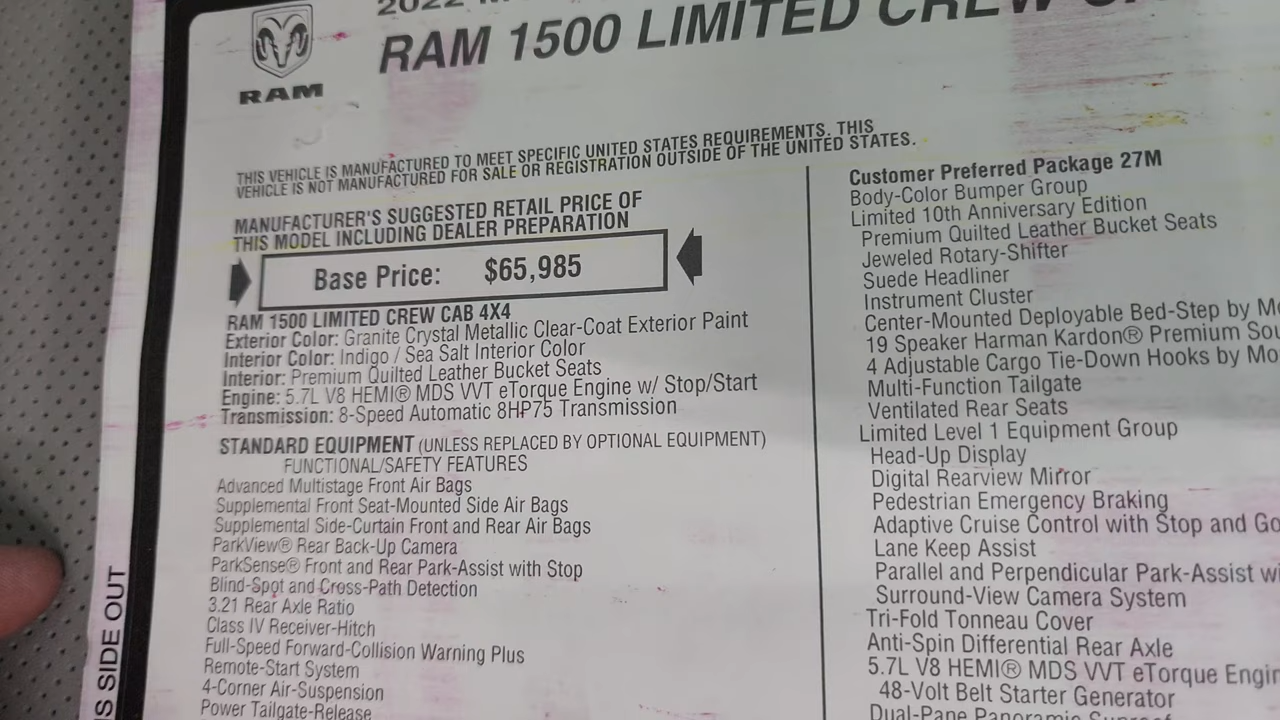 2022
RAM 1500 LIMITED CREW
RAM
THIS VEHICLE IS MANUFACTURED TO MEET SPECIFIC UNITED STATES REQUIREMENTS. THIS
VEHICLE IS NOT MANUFACTURED FOR SALE OR REGISTRATION OUTSIDE OF THE UNITED STATES.
MANUFACTURER'S SUGGESTED RETAIL PRICE OF
THIS MODEL INCLUDING DEALER PREPARATION
Base Price: $65,985
RAM 1500 LIMITED CREW CAB 4X4
Exterior Color: Granite Crystal Metallic Clear-Coat Exterior Paint
Interior Color: Indigo / Sea Salt Interior Color
Interior: Premium Quilted Leather Bucket Seats
Engine: 5.7L V8 HEMI® MDS VVT eTorque Engine w/ Stop/Start
Transmission: 8-Speed Automatic 8HP75 Transmission
STANDARD EQUIPMENT (UNLESS REPLACED BY OPTIONAL EQUIPMENT)
FUNCTIONAL/SAFETY FEATURES
Advanced Multistage Front Air Bags
Supplemental Front Seat-Mounted Side Air Bags
Supplemental Side-Curtain Front and Rear Air Bags
ParkView® Rear Back-Up Camera
ParkSense® Front and Rear Park-Assist with Stop
Blind-Spot and Cross-Path Detection
3.21 Rear Axle Ratio
Class IV Receiver-Hitch
Full-Speed Forward-Collision Warning Plus
Remote-Start System
4-Corner Air-Suspension
Power Tailgate-Release
Customer Preferred Package 27M
Body-Color Bumper Group
Limited 10th Anniversary Edition
Premium Quilted Leather Bucket Seats
Jeweled Rotary-Shifter
Suede Headliner
Instrument Cluster
Center-Mounted Deployable Bed-Step by
19 Speaker Harman Kardon® Premium
4 Adjustable Cargo Tie-Down Hooks by
Multi-Function Tailgate
Ventilated Rear Seats
Limited Level 1 Equipment Group
Head-Up Display
Digital Rearview Mirror
Pedestrian Emergency Braking
Adaptive Cruise Control with Stop and Go
Lane Keep Assist
Parallel and Perpendicular Park-Assist
Surround-View Camera System
Tri-Fold Tonneau Cover
Anti-Spin Differential Rear Axle
5.7L V8 HEMI® MDS VVT eTorque
48-Volt Belt Starter Generator
Dual-Pane Panoramic
SIDE OUT